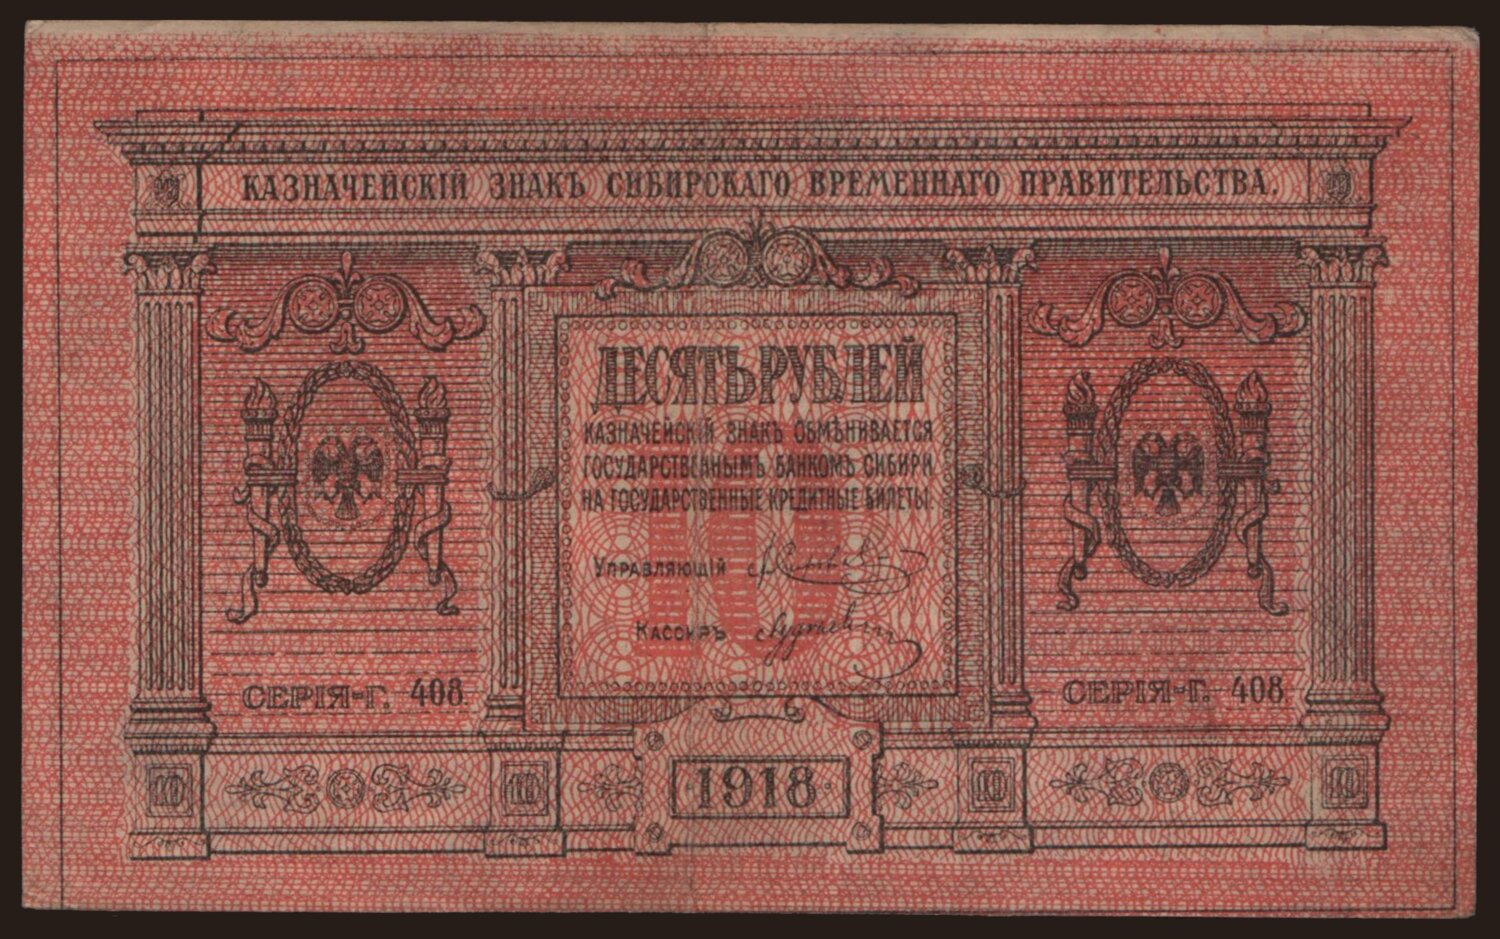 КАЗНАЧЕЙСКІЙ ЗНАКЪ СИБИРСКАГО ВРЕМЕННАГО ПРАВИТЕЛЬСТВА.
ДЕСЯТЬ РУБЛЕЙ
КАЗНАЧЕЙСКІЙ ЗНАКЪ ОБМѢНИВАЕТСЯ
ГОСУДАРСТВЕННЫМЪ БАНКОМЪ СИБИРИ
НА ГОСУДАРСТВЕННЫЕ КРЕДИТНЫЕ БИЛЕТЫ.
10
УПРАВЛЯЮЩІЙ
КАССИРЪ
СЕРІЯ-Г. 408.
СЕРІЯ-Г. 408.
10 10 10 10
·1918·